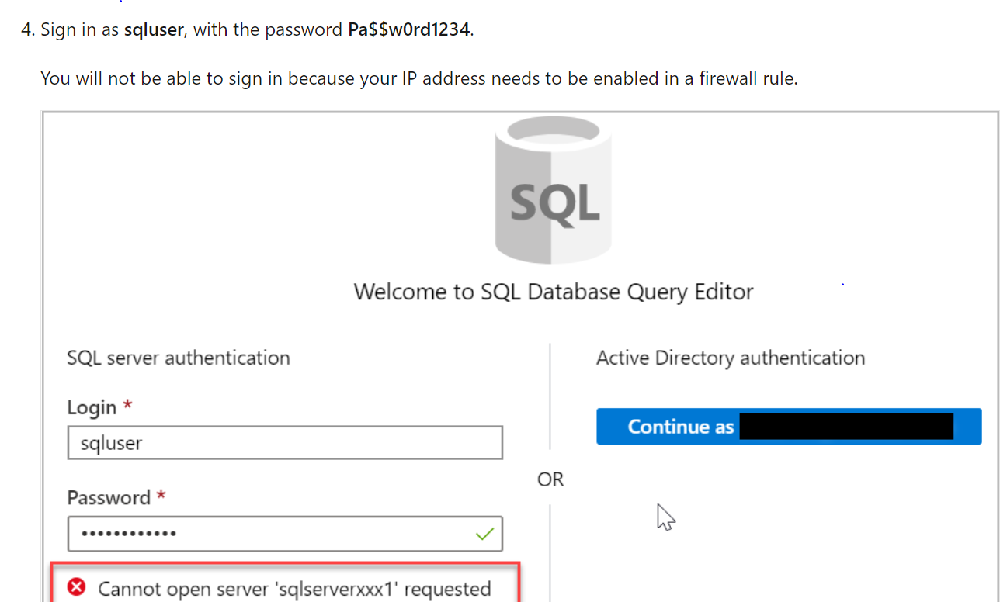 4. Sign in as sqluser, with the password Pa$$w0rd1234.
You will not be able to sign in because your IP address needs to be enabled in a firewall rule.
SQL
Welcome to SQL Database Query Editor
SQL server authentication
Login *
sqluser
Password *
••••••••••••
Cannot open server 'sqlserverxxx1' requested
OR
Active Directory authentication
Continue as